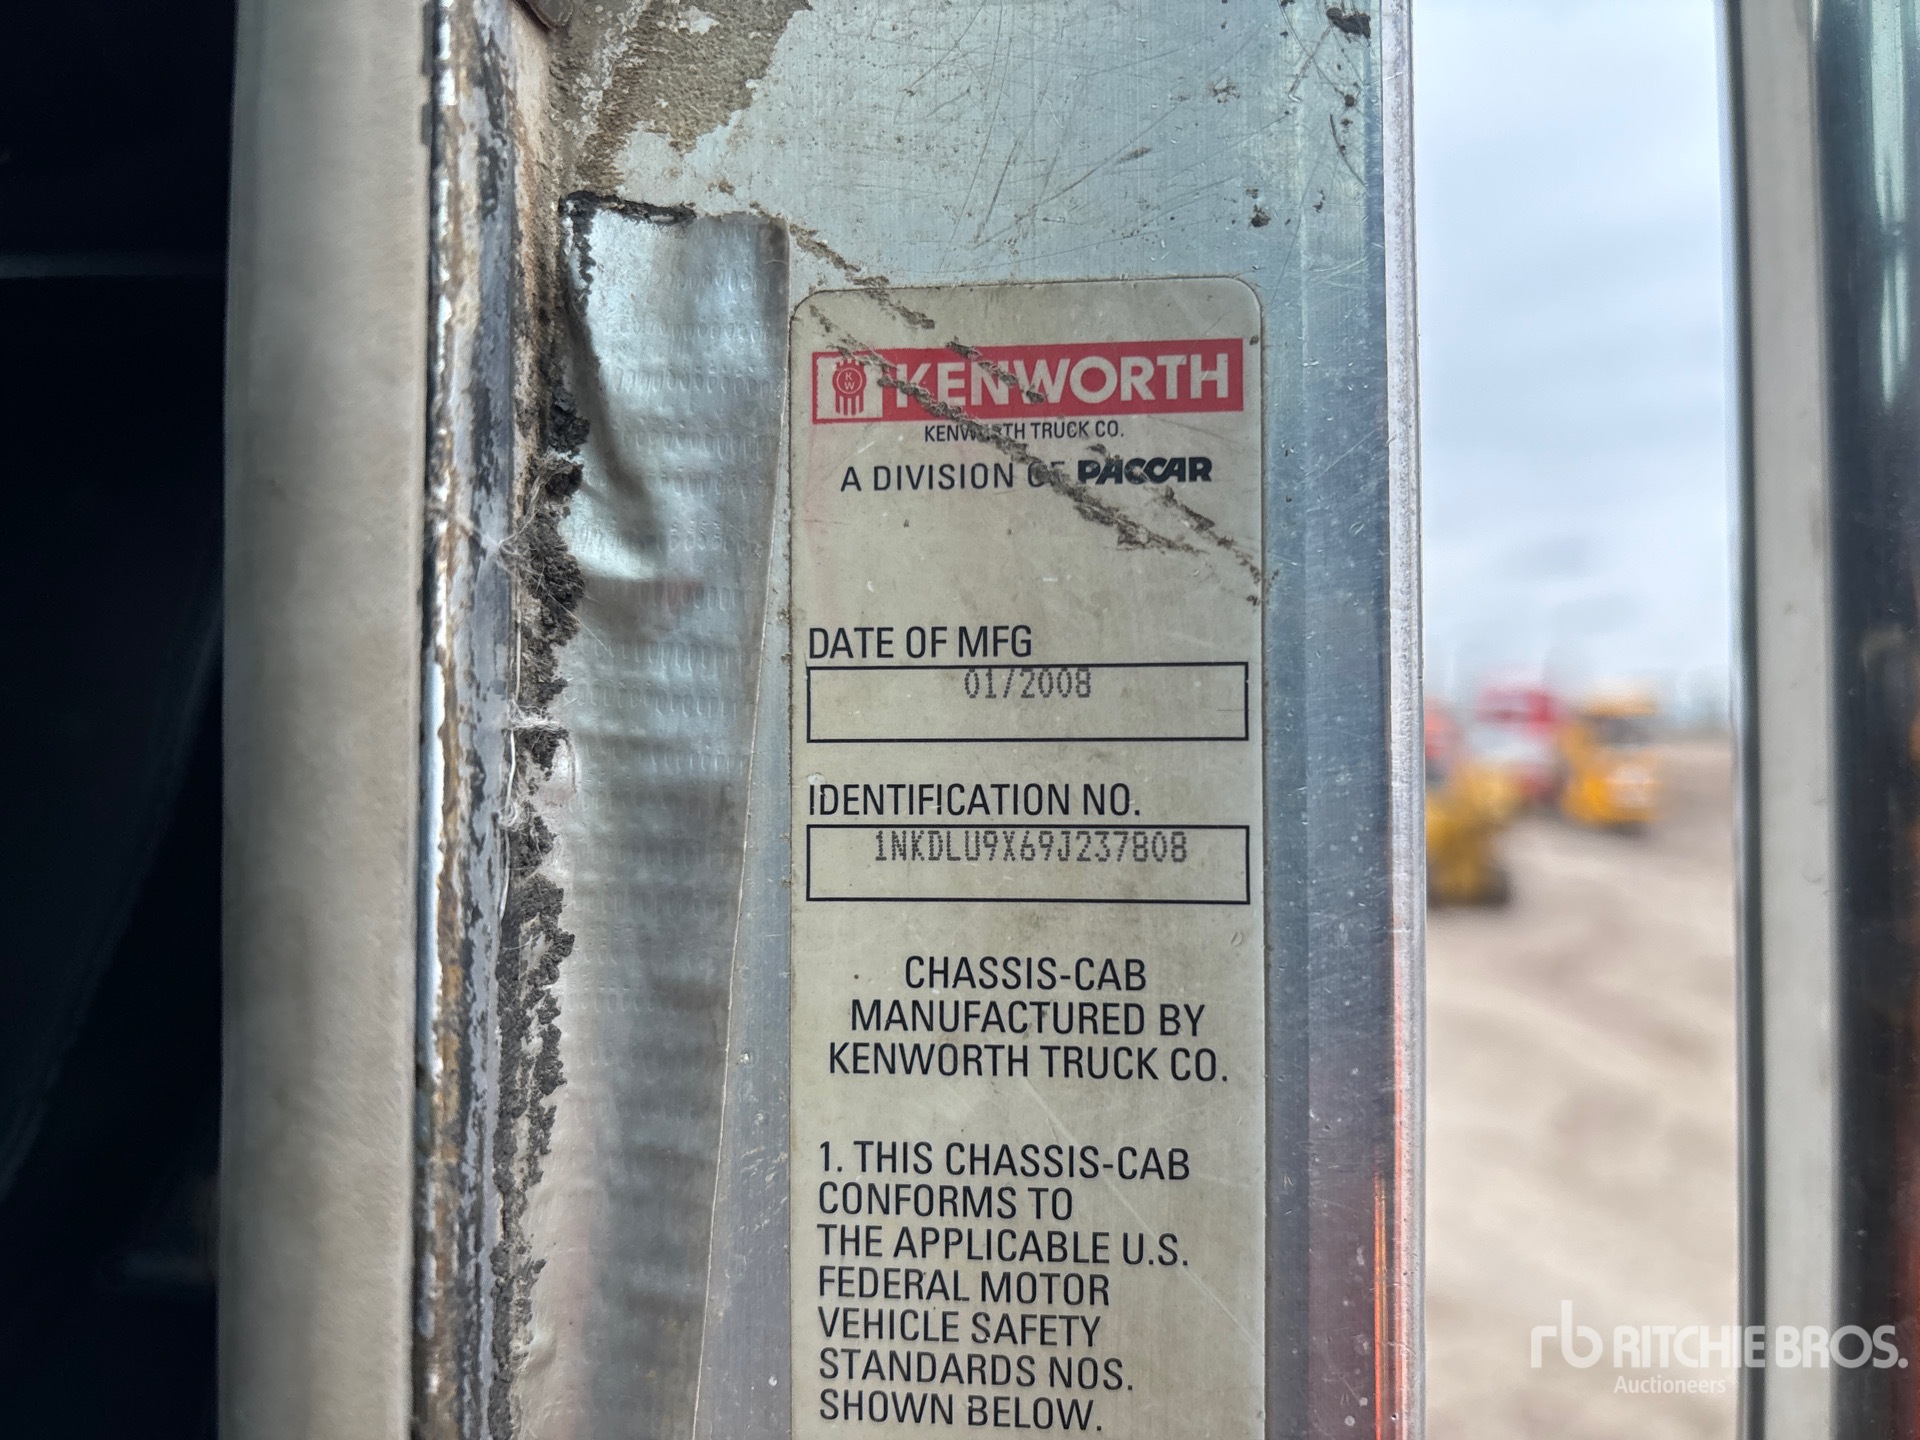 KW KENWORTH
KENWORTH TRUCK CO.
A DIVISION OF PACCAR
DATE OF MFG
01/2008
IDENTIFICATION NO.
1NKDLU9X69J237808
CHASSIS-CAB
MANUFACTURED BY
KENWORTH TRUCK CO.
1. THIS CHASSIS-CAB
CONFORMS TO
THE APPLICABLE U.S.
FEDERAL MOTOR
VEHICLE SAFETY
STANDARDS NOS.
SHOWN BELOW.
rb RITCHIE BROS.
Auctioneers